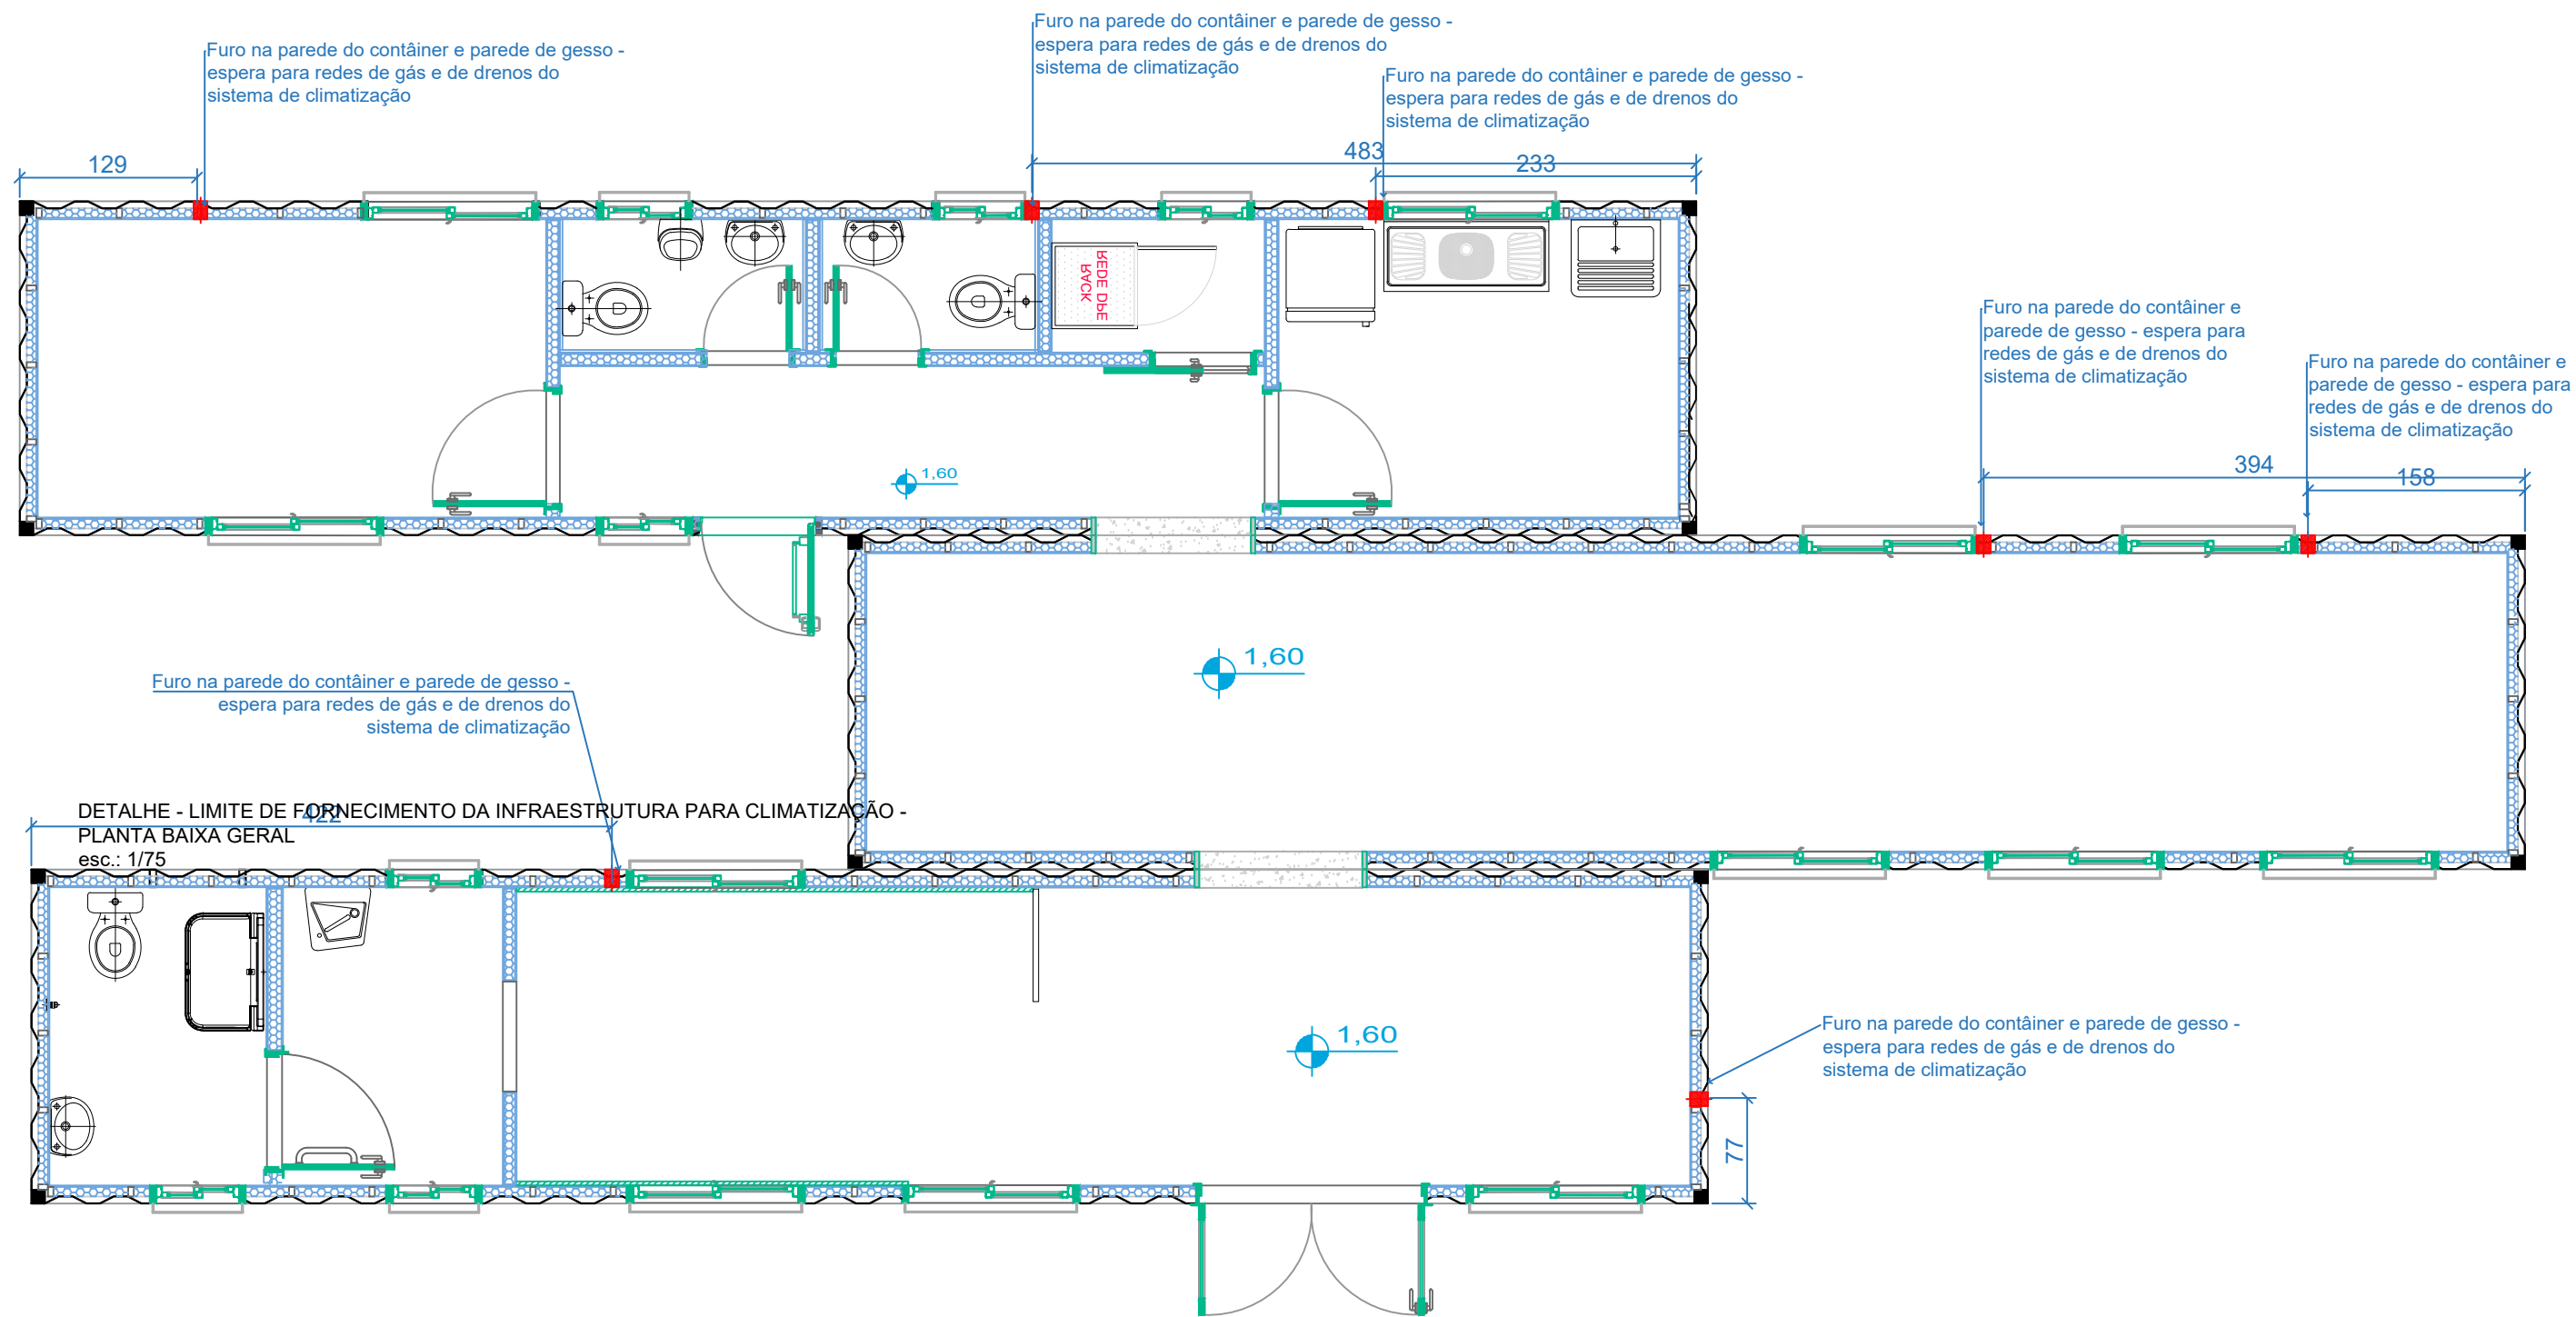 Furo na parede do contâiner e parede de gesso -
espera para redes de gás e de drenos do
sistema de climatização
Furo na parede do contâiner e parede de gesso -
espera para redes de gás e de drenos do
sistema de climatização
Furo na parede do contâiner e parede de gesso -
espera para redes de gás e de drenos do
sistema de climatização
129
483
233
REDE DPE
RACK
Furo na parede do contâiner e
parede de gesso - espera para
redes de gás e de drenos do
sistema de climatização
Furo na parede do contâiner e
parede de gesso - espera para
redes de gás e de drenos do
sistema de climatização
1,60
394
158
1,60
Furo na parede do contâiner e parede de gesso -
espera para redes de gás e de drenos do
sistema de climatização
422
DETALHE - LIMITE DE FORNECIMENTO DA INFRAESTRUTURA PARA CLIMATIZAÇÃO -
PLANTA BAIXA GERAL
esc.: 1/75
1,60
Furo na parede do contâiner e parede de gesso -
espera para redes de gás e de drenos do
sistema de climatização
77